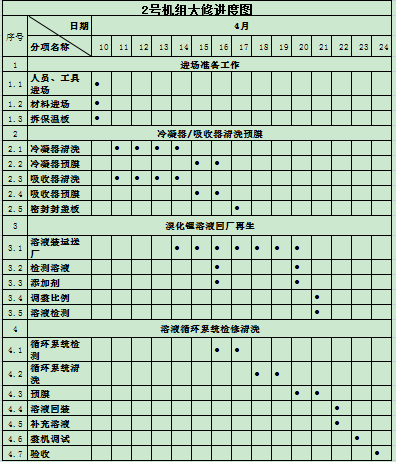 2号机组大修进度图
日期 4月
序号
分项名称 10 11 12 13 14 15 16 17 18 19 20 21 22 23 24
1 进场准备工作
1.1 人员、工具
进场
1.2 材料进场
1.3 拆保温板
2 冷凝器/吸收器清洗预膜
2.1 冷凝器清洗
2.2 冷凝器预膜
2.3 吸收器清洗
2.4 吸收器预膜
2.5 密封封盖板
3 溴化锂溶液回厂再生
3.1 溶液装运送
厂
3.2 检测溶液
3.3 添加剂
3.4 调整比例
3.5 溶液检测
4 溶液循环系统检修清洗
4.1 循环系统检
测
4.2 循环系统清
洗
4.3 预膜
4.4 溶液回装
4.5 补充溶液
4.6 整机调试
4.7 验收